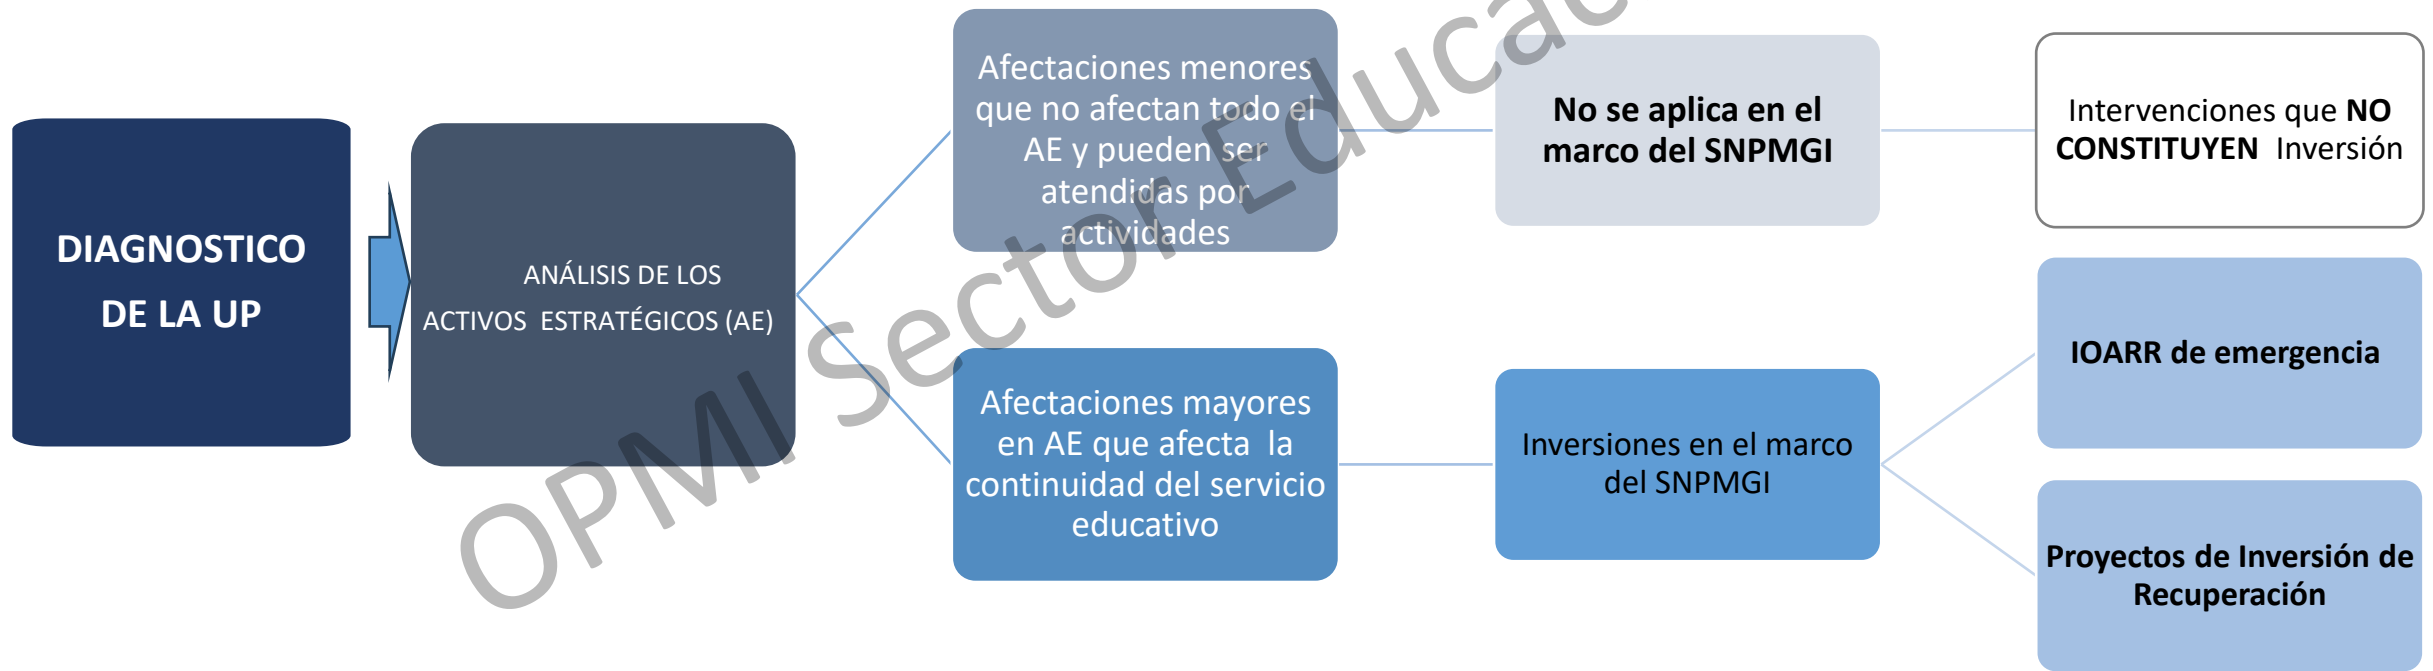 DIAGNOSTICO
DE LA UP
ANÁLISIS DE LOS
ACTIVOS ESTRATÉGICOS (AE)
Afectaciones menores
que no afectan todo el
AE y pueden ser
atendidas por
actividades
No se aplica en el
marco del SNPMGI
Intervenciones que NO
CONSTITUYEN Inversión
Afectaciones mayores
en AE que afecta la
continuidad del servicio
educativo
Inversiones en el marco
del SNPMGI
IOARR de emergencia
Proyectos de Inversión de
Recuperación
OPMI Sector